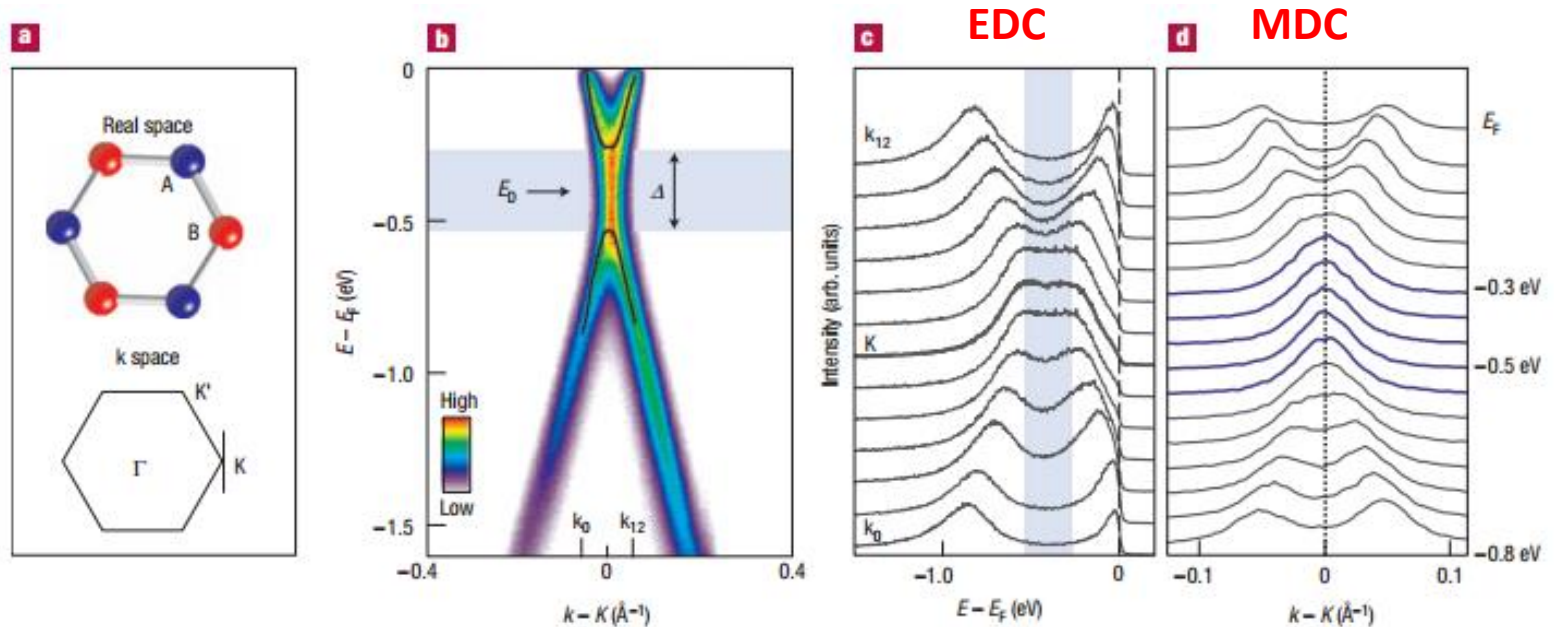 a
Real space
A
B
k space
K'
Γ
K
b
0
−0.5
−1.0
−1.5
E − E_F (eV)
E_D
Δ
High
Low
k_0
k_12
−0.4
0
0.4
k − K (Å⁻¹)
c
EDC
Intensity (arb. units)
k_12
K
k_0
−1.0
0
E − E_F (eV)
d
MDC
E_F
−0.3 eV
−0.5 eV
−0.8 eV
−0.1
0
0.1
k − K (Å⁻¹)